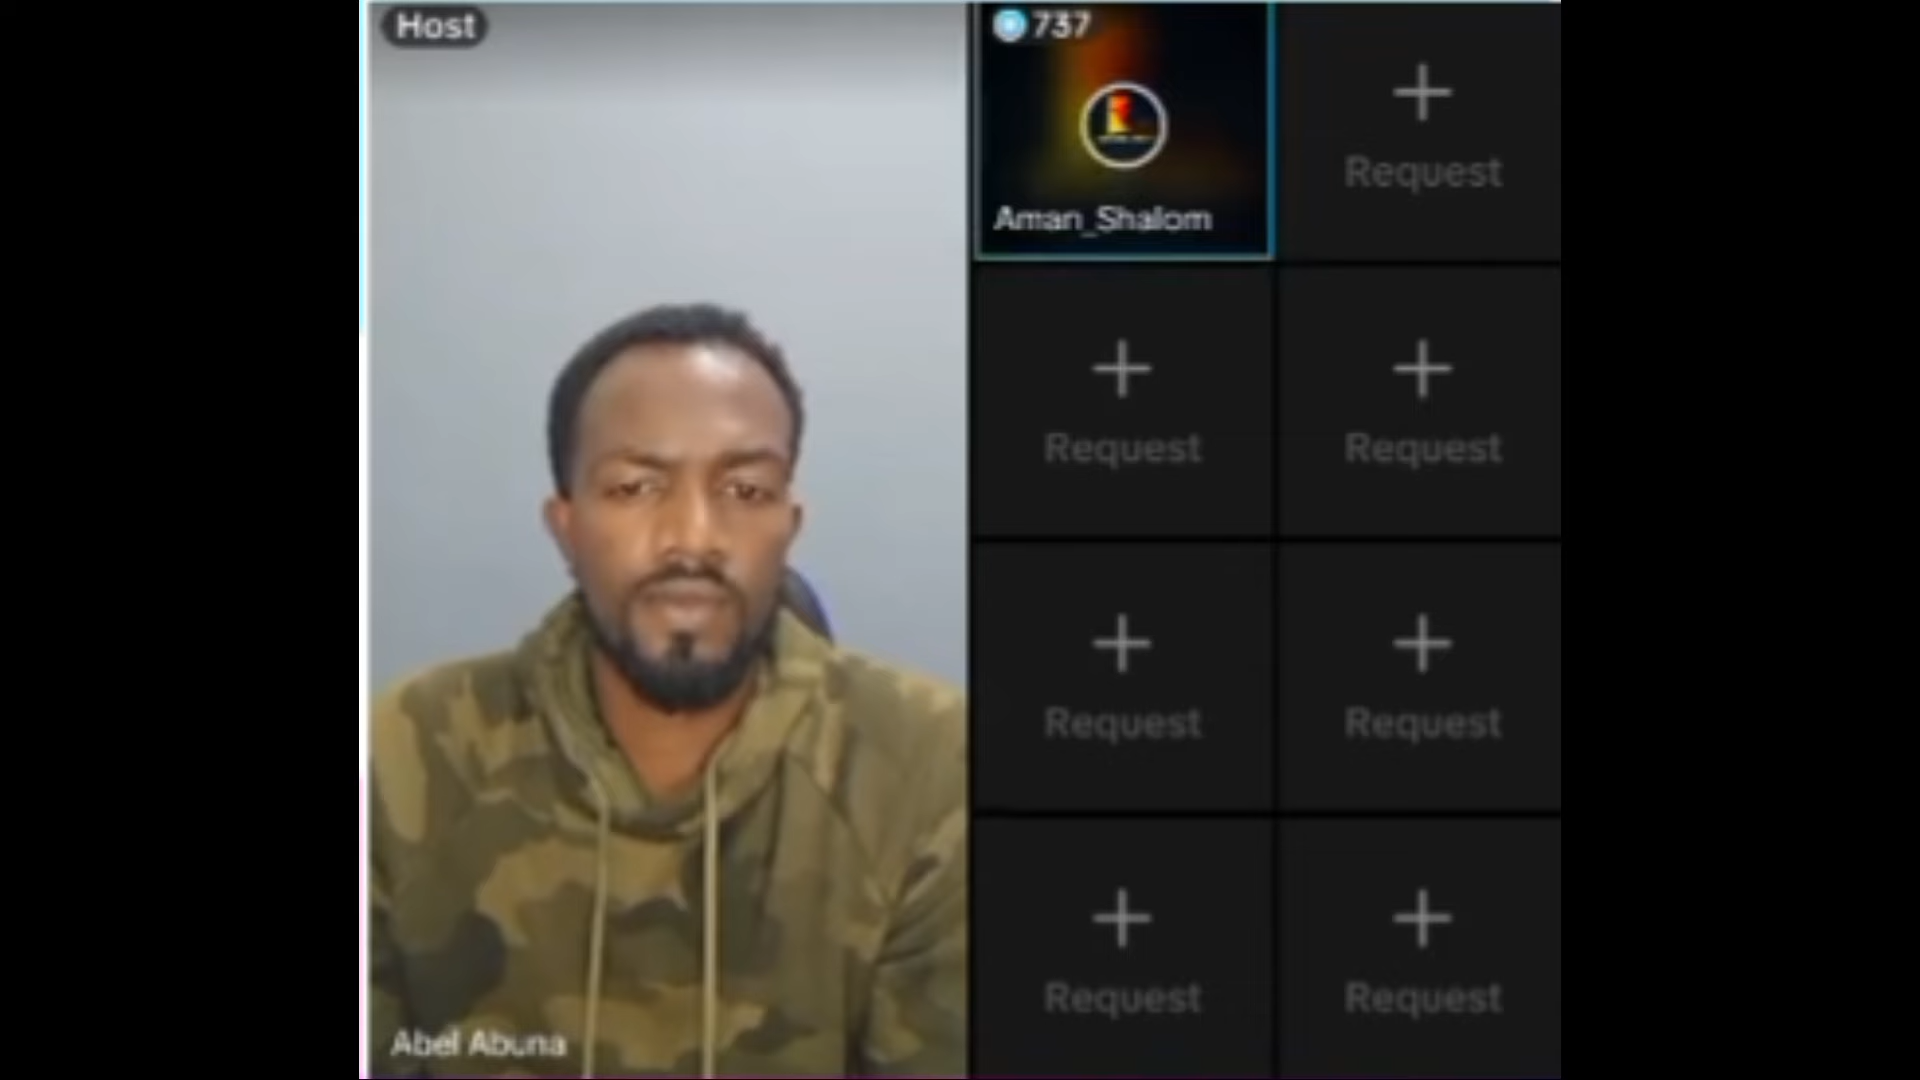 Host
737
Aman_Shalom
Request
Request
Request
Request
Request
Request
Request
Abel Abuna